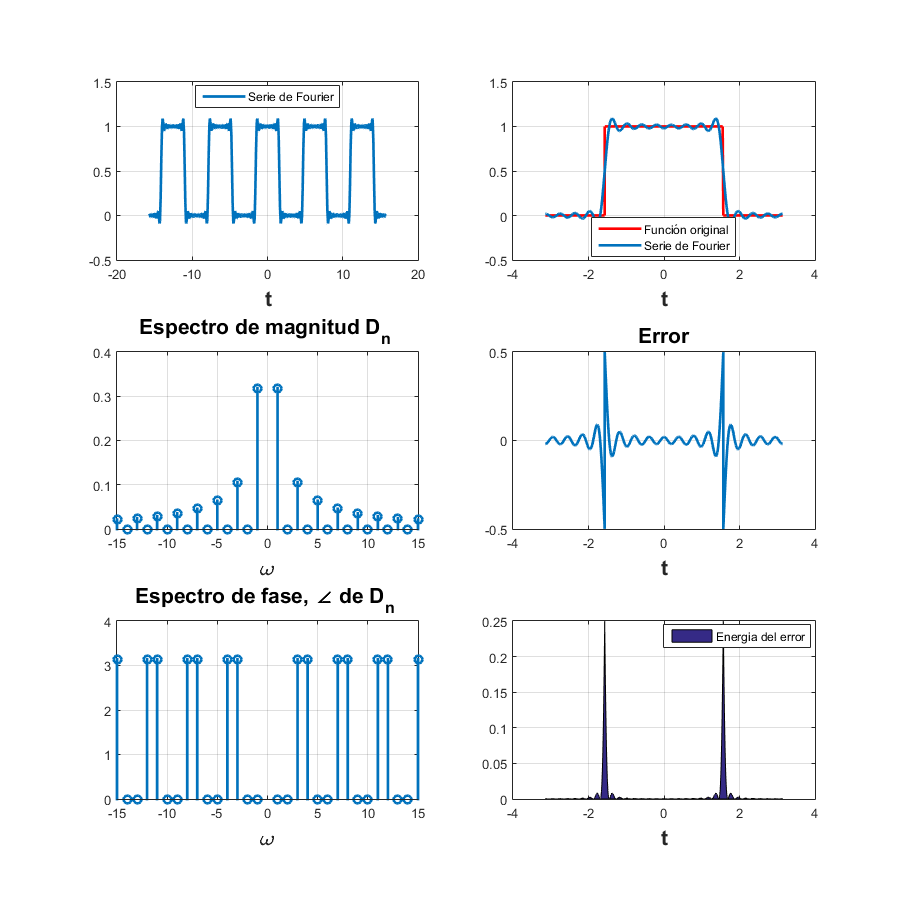 1.5
1
0.5
0
-0.5
-20 -10 0 10 20
t
Serie de Fourier
1.5
1
0.5
0
-0.5
-4 -2 0 2 4
t
Función original
Serie de Fourier
Espectro de magnitud Dn
0.4
0.3
0.2
0.1
0
-15 -10 -5 0 5 10 15
ω
Error
0.5
0
-0.5
-4 -2 0 2 4
t
Espectro de fase, ∠ de Dn
4
3
2
1
0
-15 -10 -5 0 5 10 15
ω
Energia del error
0.25
0.2
0.15
0.1
0.05
0
-4 -2 0 2 4
t